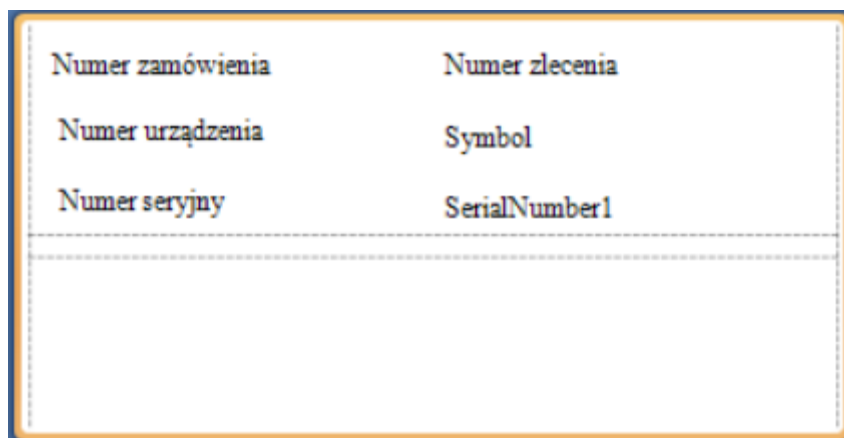 Numer zamówienia Numer zlecenia
Numer urządzenia Symbol
Numer seryjny SerialNumber1